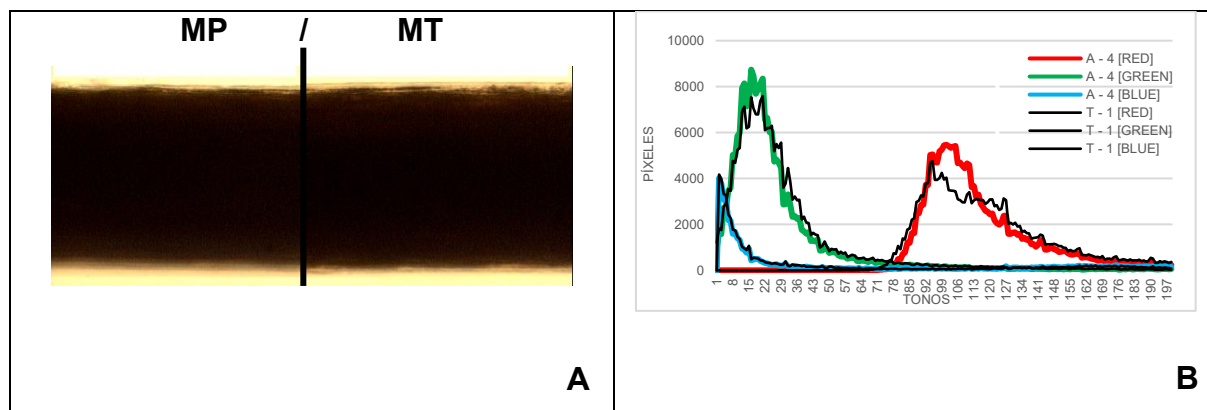 MP / MT
A
10000
8000
6000
4000
2000
0
PÍXELES
A - 4 [RED]
A - 4 [GREEN]
A - 4 [BLUE]
T - 1 [RED]
T - 1 [GREEN]
T - 1 [BLUE]
1 8 15 22 29 36 43 50 57 64 71 78 85 92 99 106 113 120 127 134 141 148 155 162 169 176 183 190 197
TONOS
B